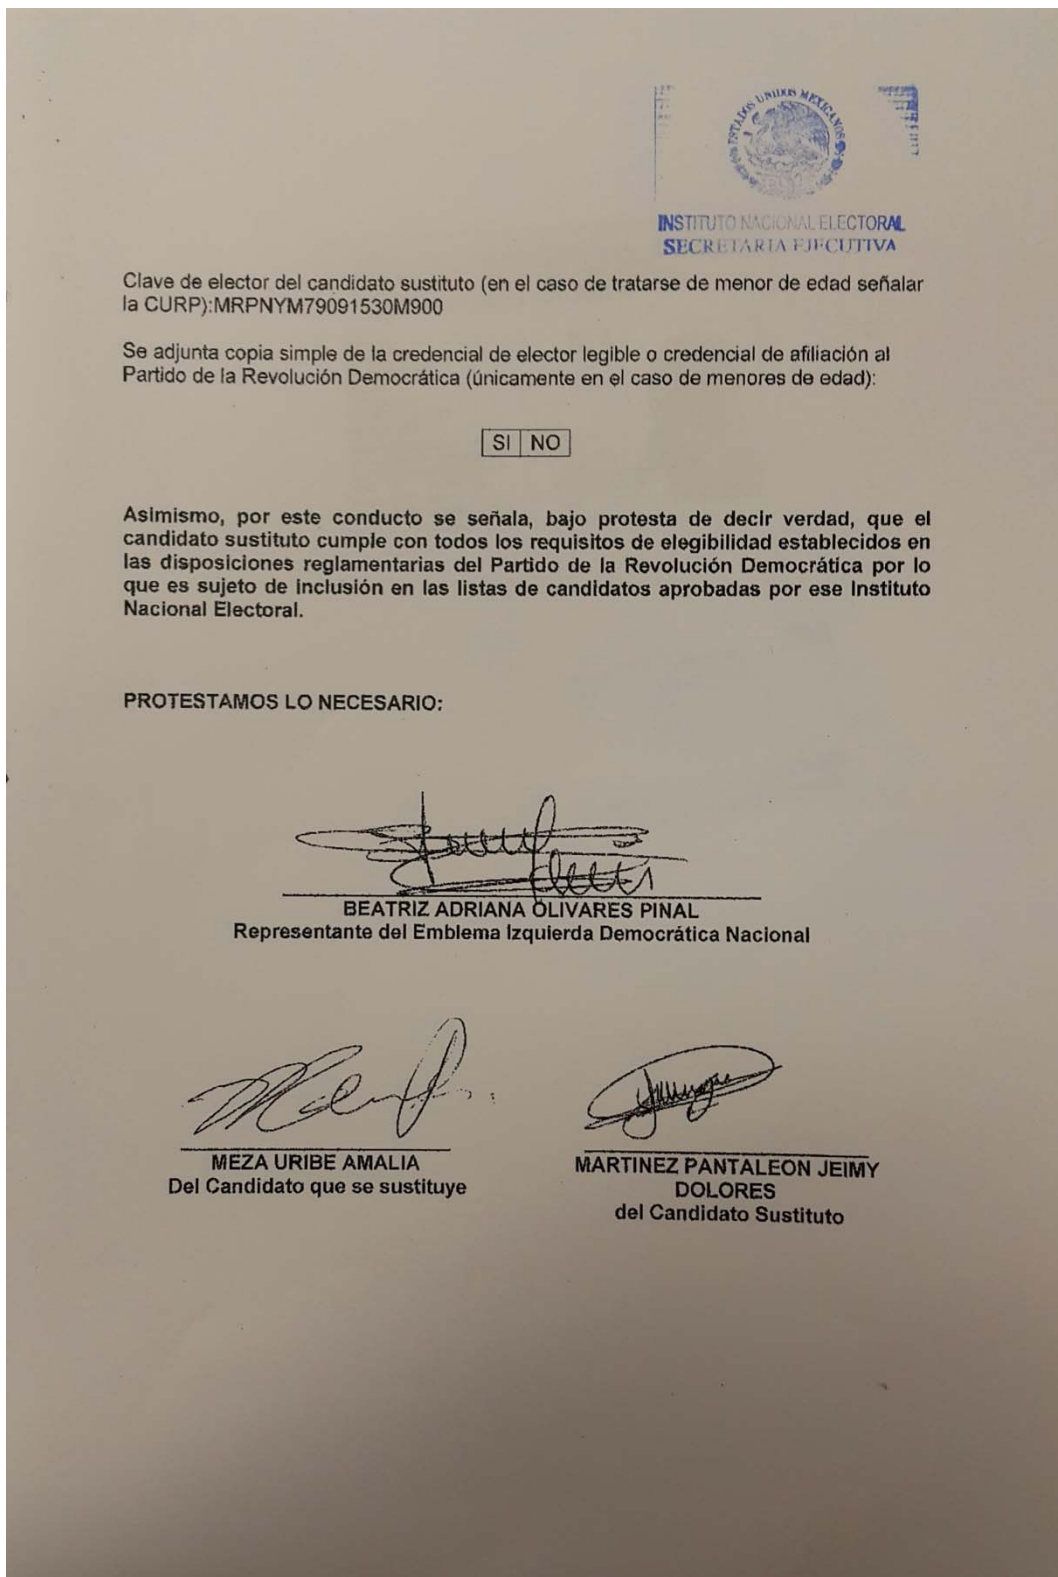 ESTADOS UNIDOS MEXICANOS
INSTITUTO NACIONAL ELECTORAL
SECRETARIA EJECUTIVA
Clave de elector del candidato sustituto (en el caso de tratarse de menor de edad señalar
la CURP):MRPNYM79091530M900
Se adjunta copia simple de la credencial de elector legible o credencial de afiliación al
Partido de la Revolución Democrática (únicamente en el caso de menores de edad):
SI NO
Asimismo, por este conducto se señala, bajo protesta de decir verdad, que el
candidato sustituto cumple con todos los requisitos de elegibilidad establecidos en
las disposiciones reglamentarias del Partido de la Revolución Democrática por lo
que es sujeto de inclusión en las listas de candidatos aprobadas por ese Instituto
Nacional Electoral.
PROTESTAMOS LO NECESARIO:
BEATRIZ ADRIANA OLIVARES PINAL
Representante del Emblema Izquierda Democrática Nacional
MEZA URIBE AMALIA
Del Candidato que se sustituye
MARTINEZ PANTALEON JEIMY
DOLORES
del Candidato Sustituto